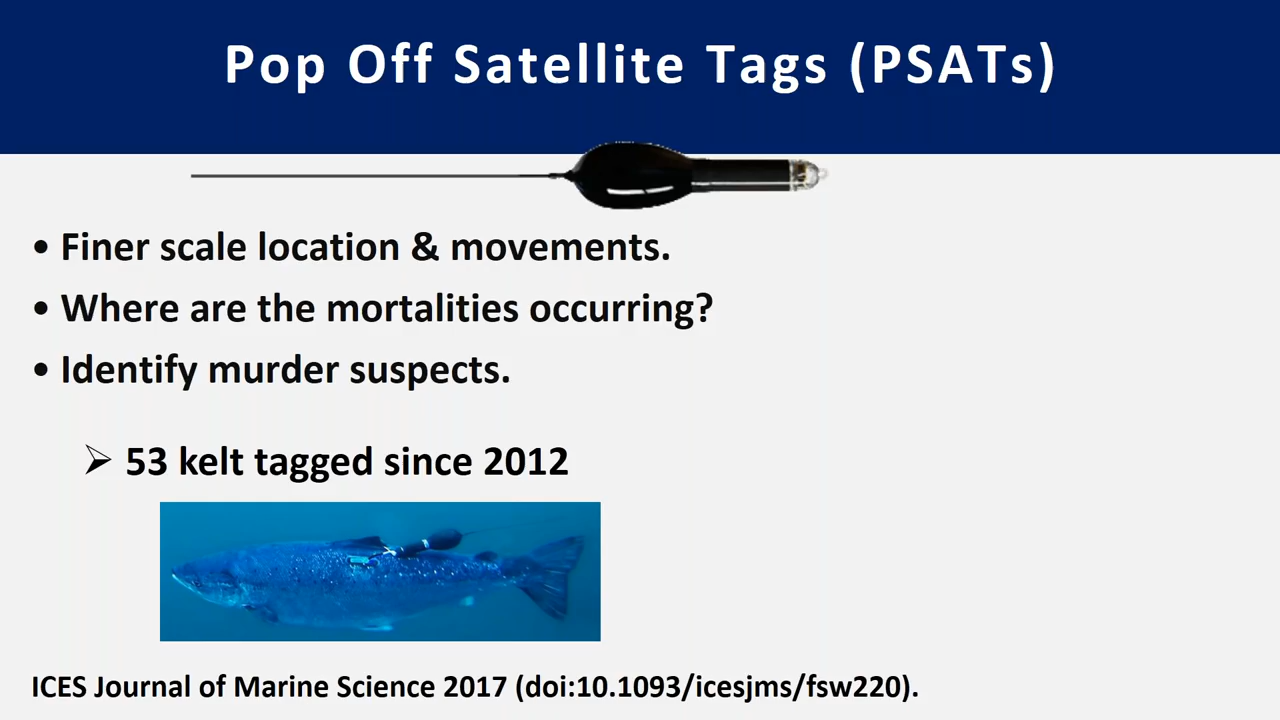 Pop Off Satellite Tags (PSATs)
• Finer scale location & movements.
• Where are the mortalities occurring?
• Identify murder suspects.
➢ 53 kelt tagged since 2012
ICES Journal of Marine Science 2017 (doi:10.1093/icesjms/fsw220).